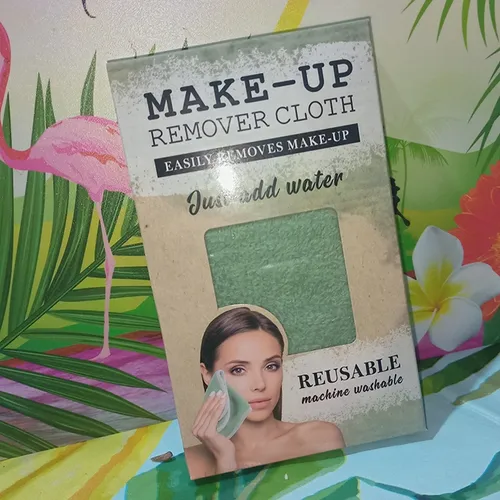 MAKE-UP
REMOVER CLOTH
EASILY REMOVES MAKE-UP
Just add water
REUSABLE
machine washable